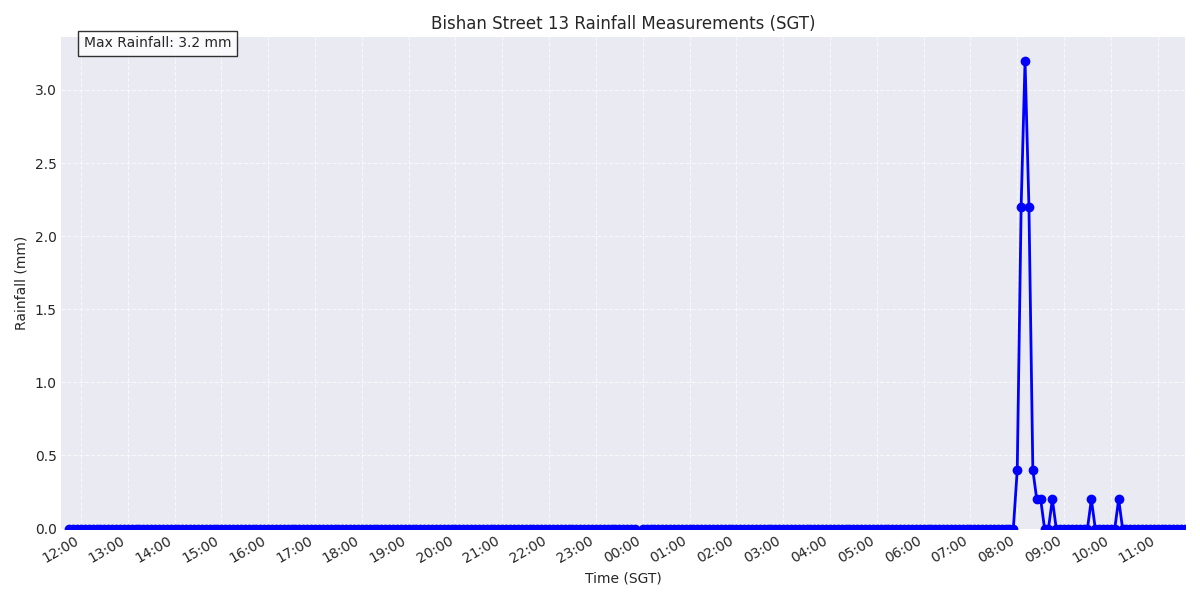 Bishan Street 13 Rainfall Measurements (SGT)
Max Rainfall: 3.2 mm
Rainfall (mm)
3.0
2.5
2.0
1.5
1.0
0.5
0.0
12:00 13:00 14:00 15:00 16:00 17:00 18:00 19:00 20:00 21:00 22:00 23:00 00:00 01:00 02:00 03:00 04:00 05:00 06:00 07:00 08:00 09:00 10:00 11:00
Time (SGT)